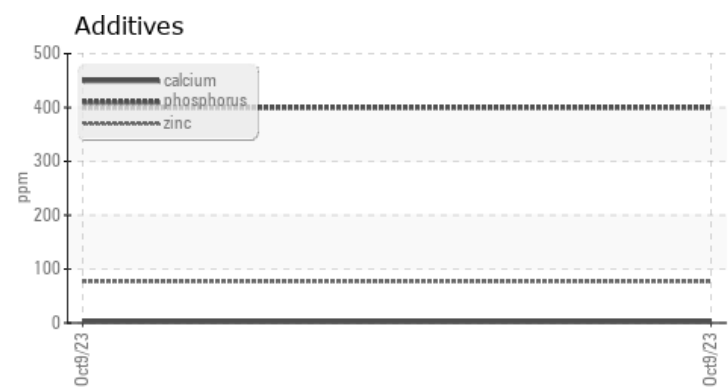 Additives
500
calcium
phosphorus
400
zinc
300
ppm
200
100
0
Oct9/23
Oct9/23